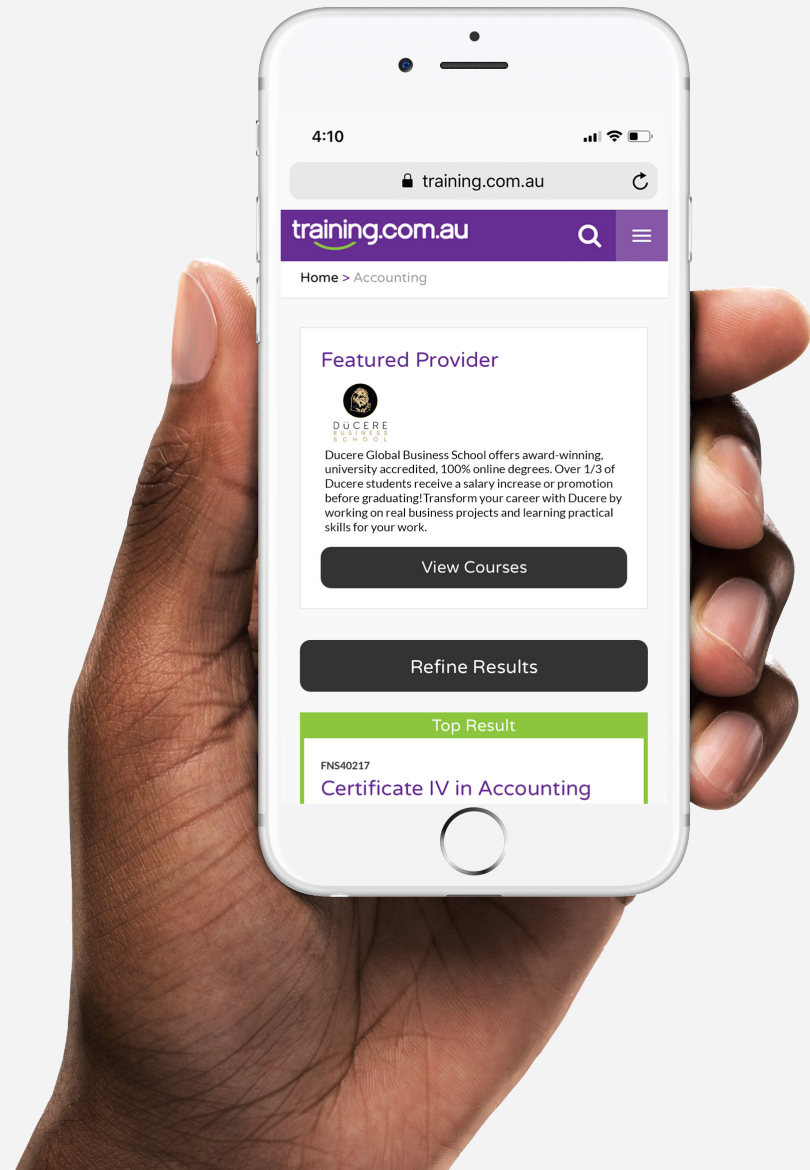 4:10
training.com.au
training.com.au
Home > Accounting
Featured Provider
DÜCERE
BUSINESS
SCHOOL
Ducere Global Business School offers award-winning,
university accredited, 100% online degrees. Over 1/3 of
Ducere students receive a salary increase or promotion
before graduating!Transform your career with Ducere by
working on real business projects and learning practical
skills for your work.
View Courses
Refine Results
Top Result
FNS40217
Certificate IV in Accounting